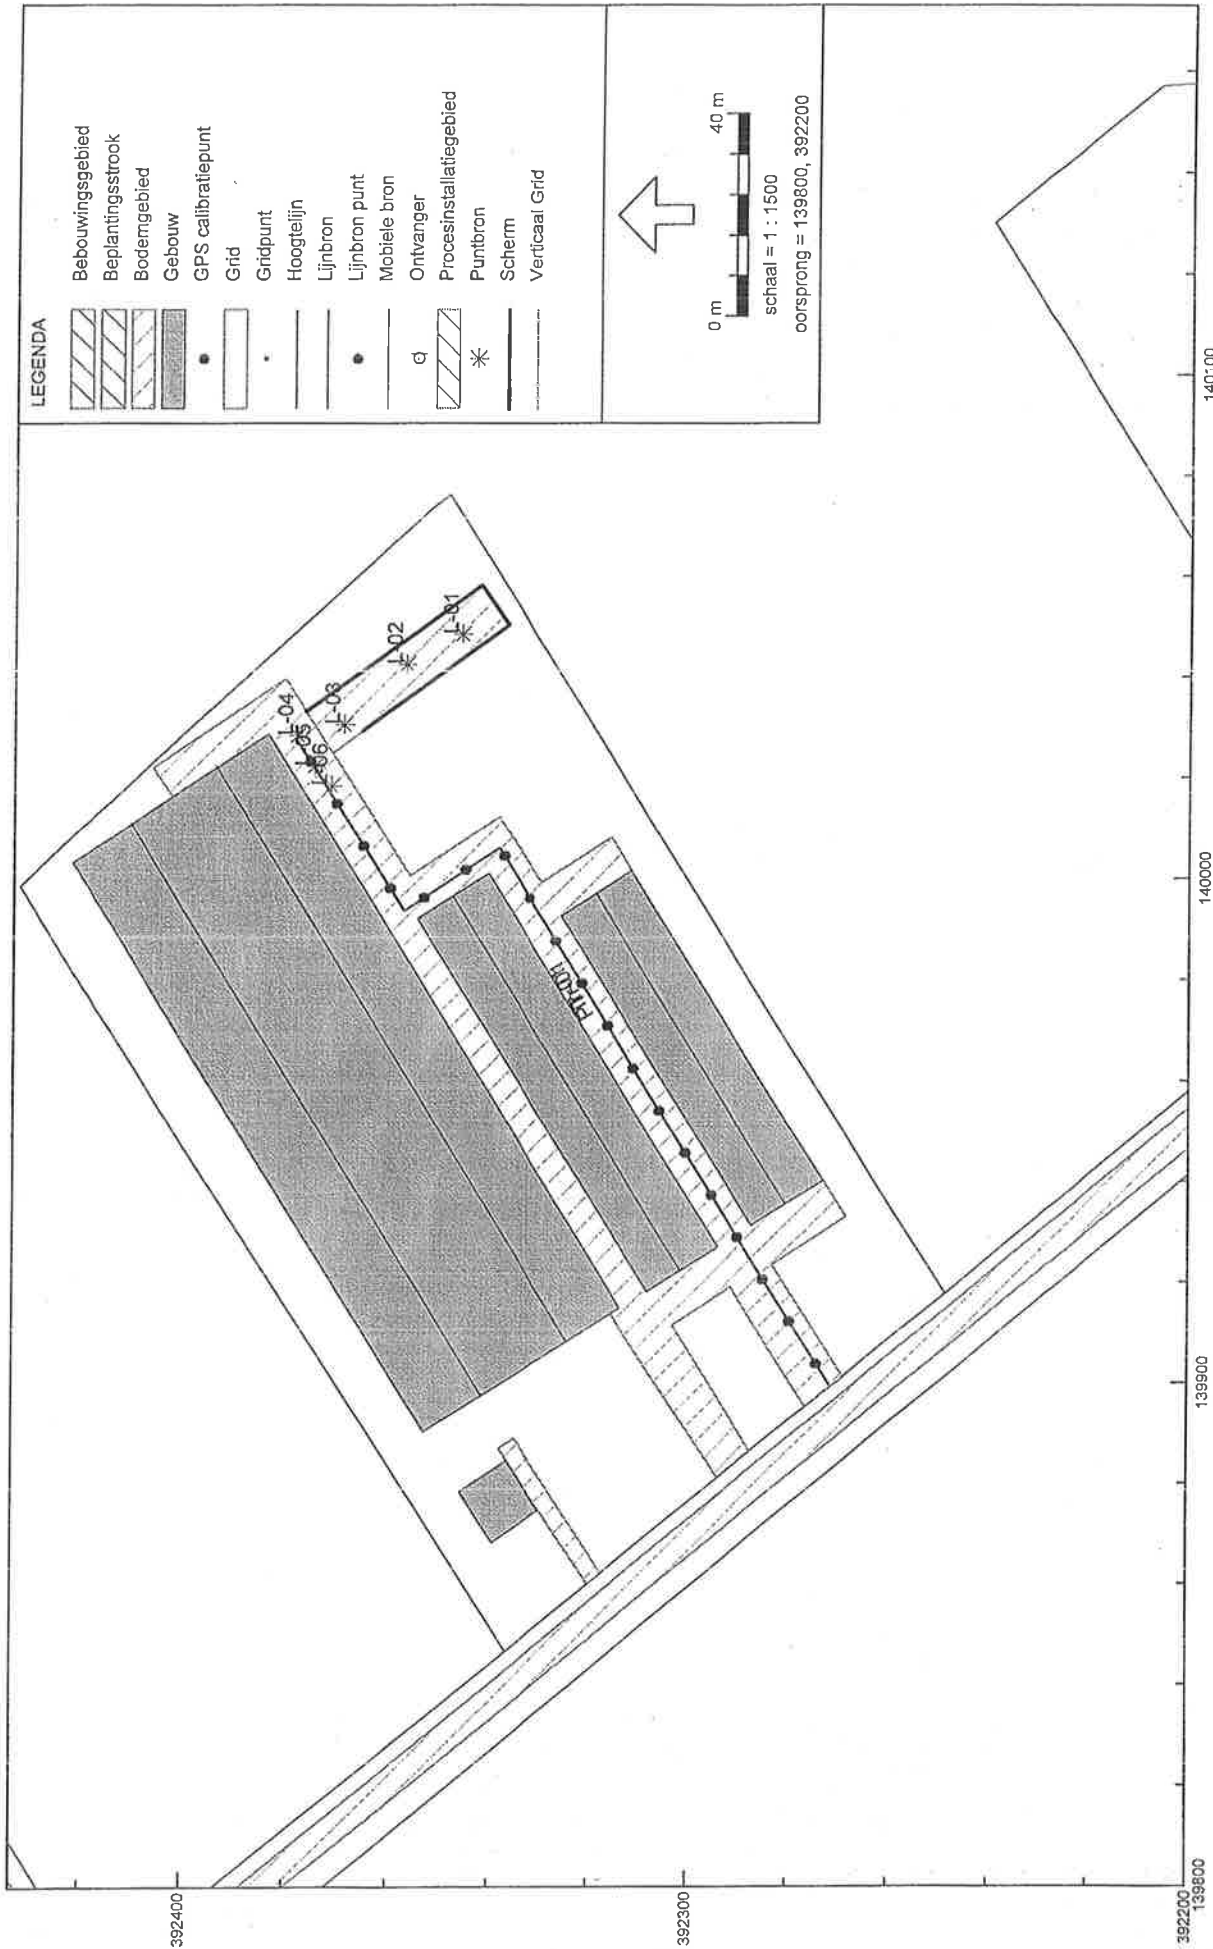 LEGENDA
Bebouwingsgebied
Beplantingsstrook
Bodemgebied
Gebouw
GPS calibratiepunt
Grid
Gridpunt
Hoogtelijn
Lijnbron
Lijnbron punt
Mobiele bron
Ontvanger
Procesinstallatiegebied
Puntbron
Scherm
Verticaal Grid
0 m
40 m
schaal = 1 : 1500
oorsprong = 139800, 392200
L-04
L-05
L-06
L-03
L-02
L-01
392400
392300
392200
139800
139900
140000
140100